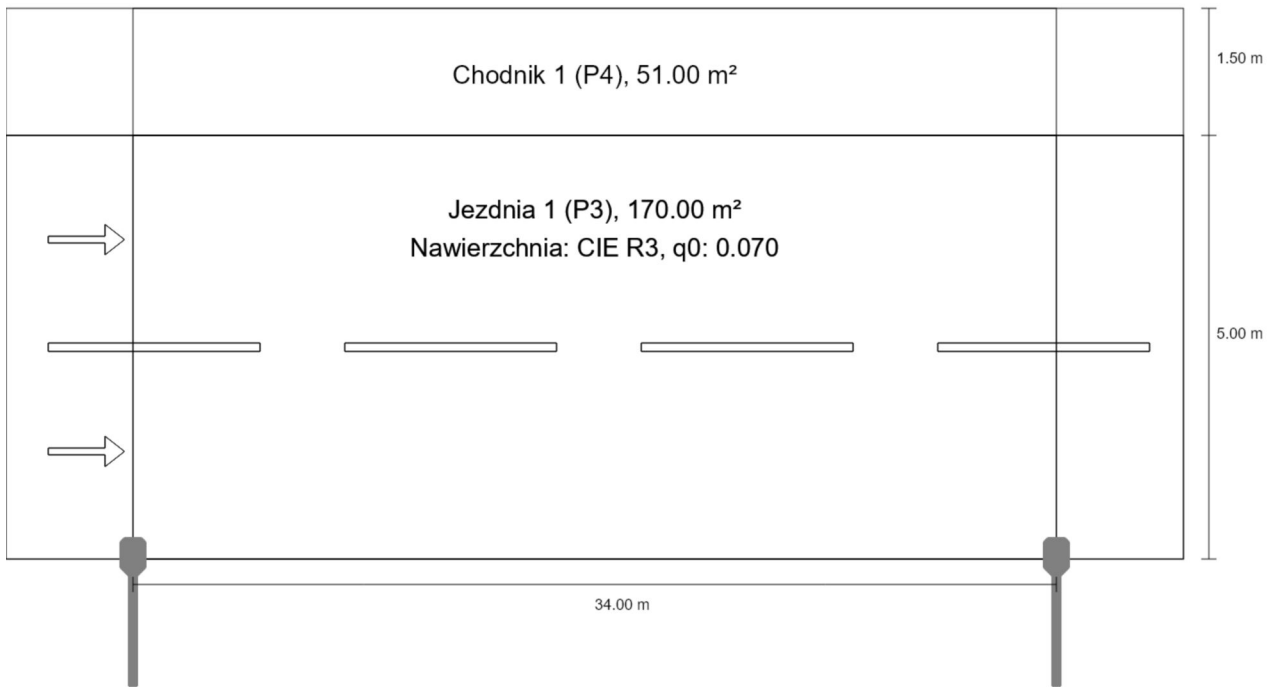 1.50 m
Chodnik 1 (P4), 51.00 m²
Jezdnia 1 (P3), 170.00 m²
Nawierzchnia: CIE R3, q0: 0.070
5.00 m
34.00 m